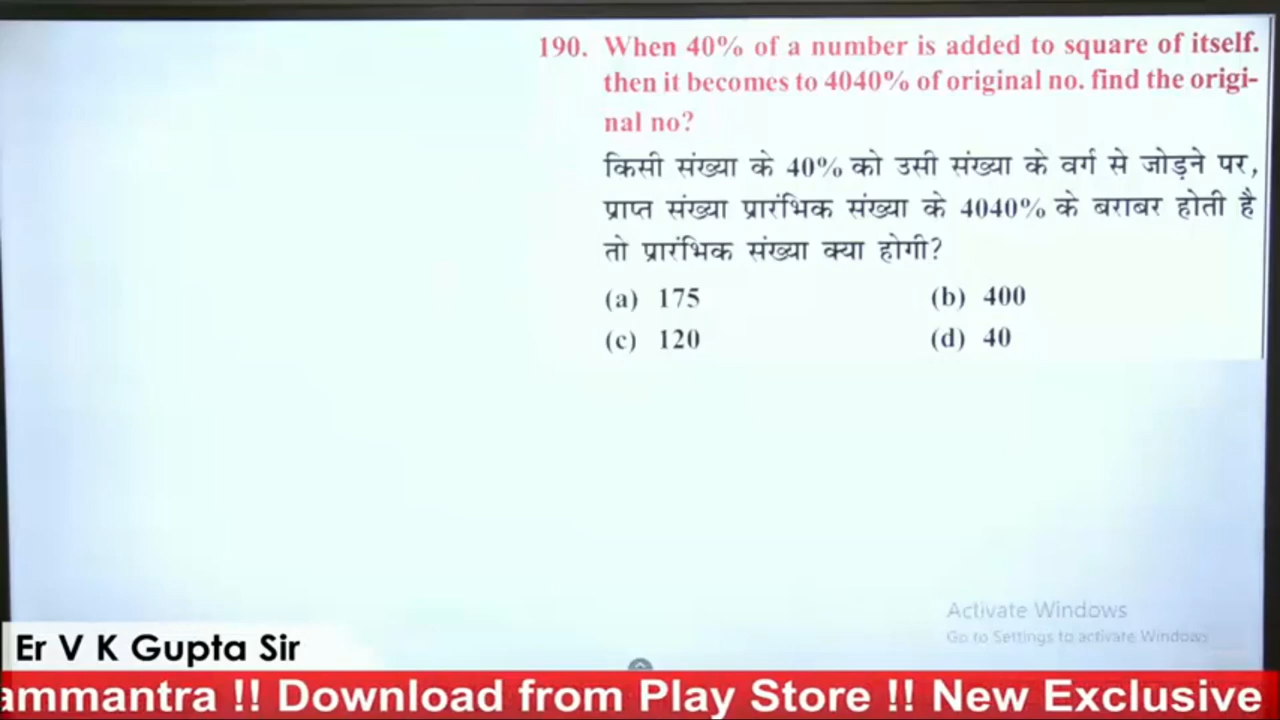 190. When 40% of a number is added to square of itself.
then it becomes to 4040% of original no. find the origi-
nal no?
किसी संख्या के 40% को उसी संख्या के वर्ग से जोड़ने पर,
प्राप्त संख्या प्रारंभिक संख्या के 4040% के बराबर होती है
तो प्रारंभिक संख्या क्या होगी?
(a) 175 (b) 400
(c) 120 (d) 40
Activate Windows
Go to Settings to activate Windows
Er V K Gupta Sir
ammantra !! Download from Play Store !! New Exclusive